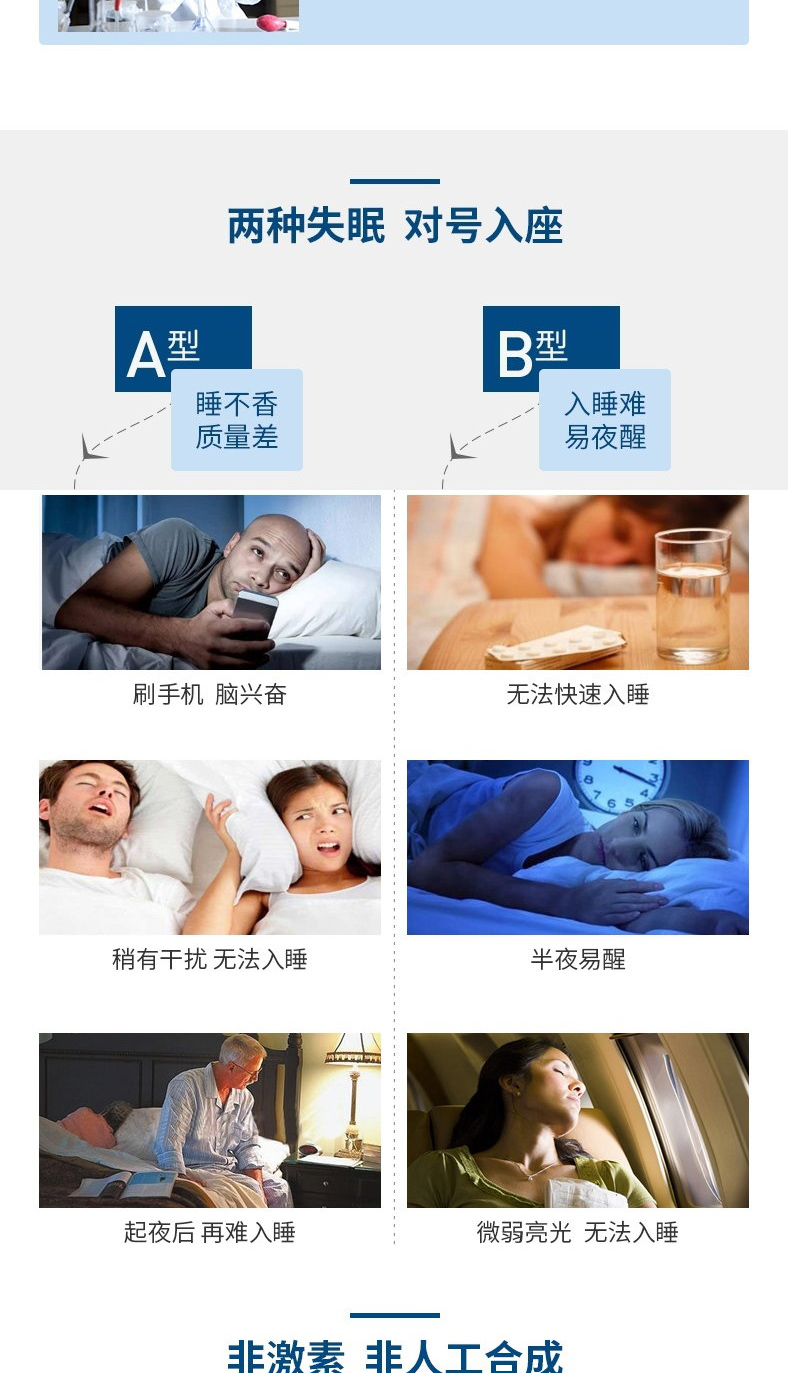 两种失眠 对号入座
A型
睡不香
质量差
B型
入睡难
易夜醒
刷手机 脑兴奋
无法快速入睡
稍有干扰 无法入睡
半夜易醒
起夜后 再难入睡
微弱亮光 无法入睡
非激素 非人工合成